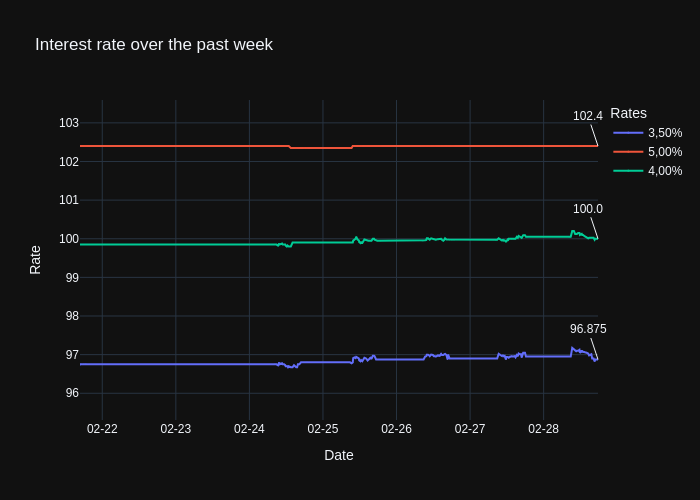 Interest rate over the past week
Rates
3,50%
5,00%
4,00%
102.4
100.0
96.875
Rate
103
102
101
100
99
98
97
96
02-22 02-23 02-24 02-25 02-26 02-27 02-28
Date